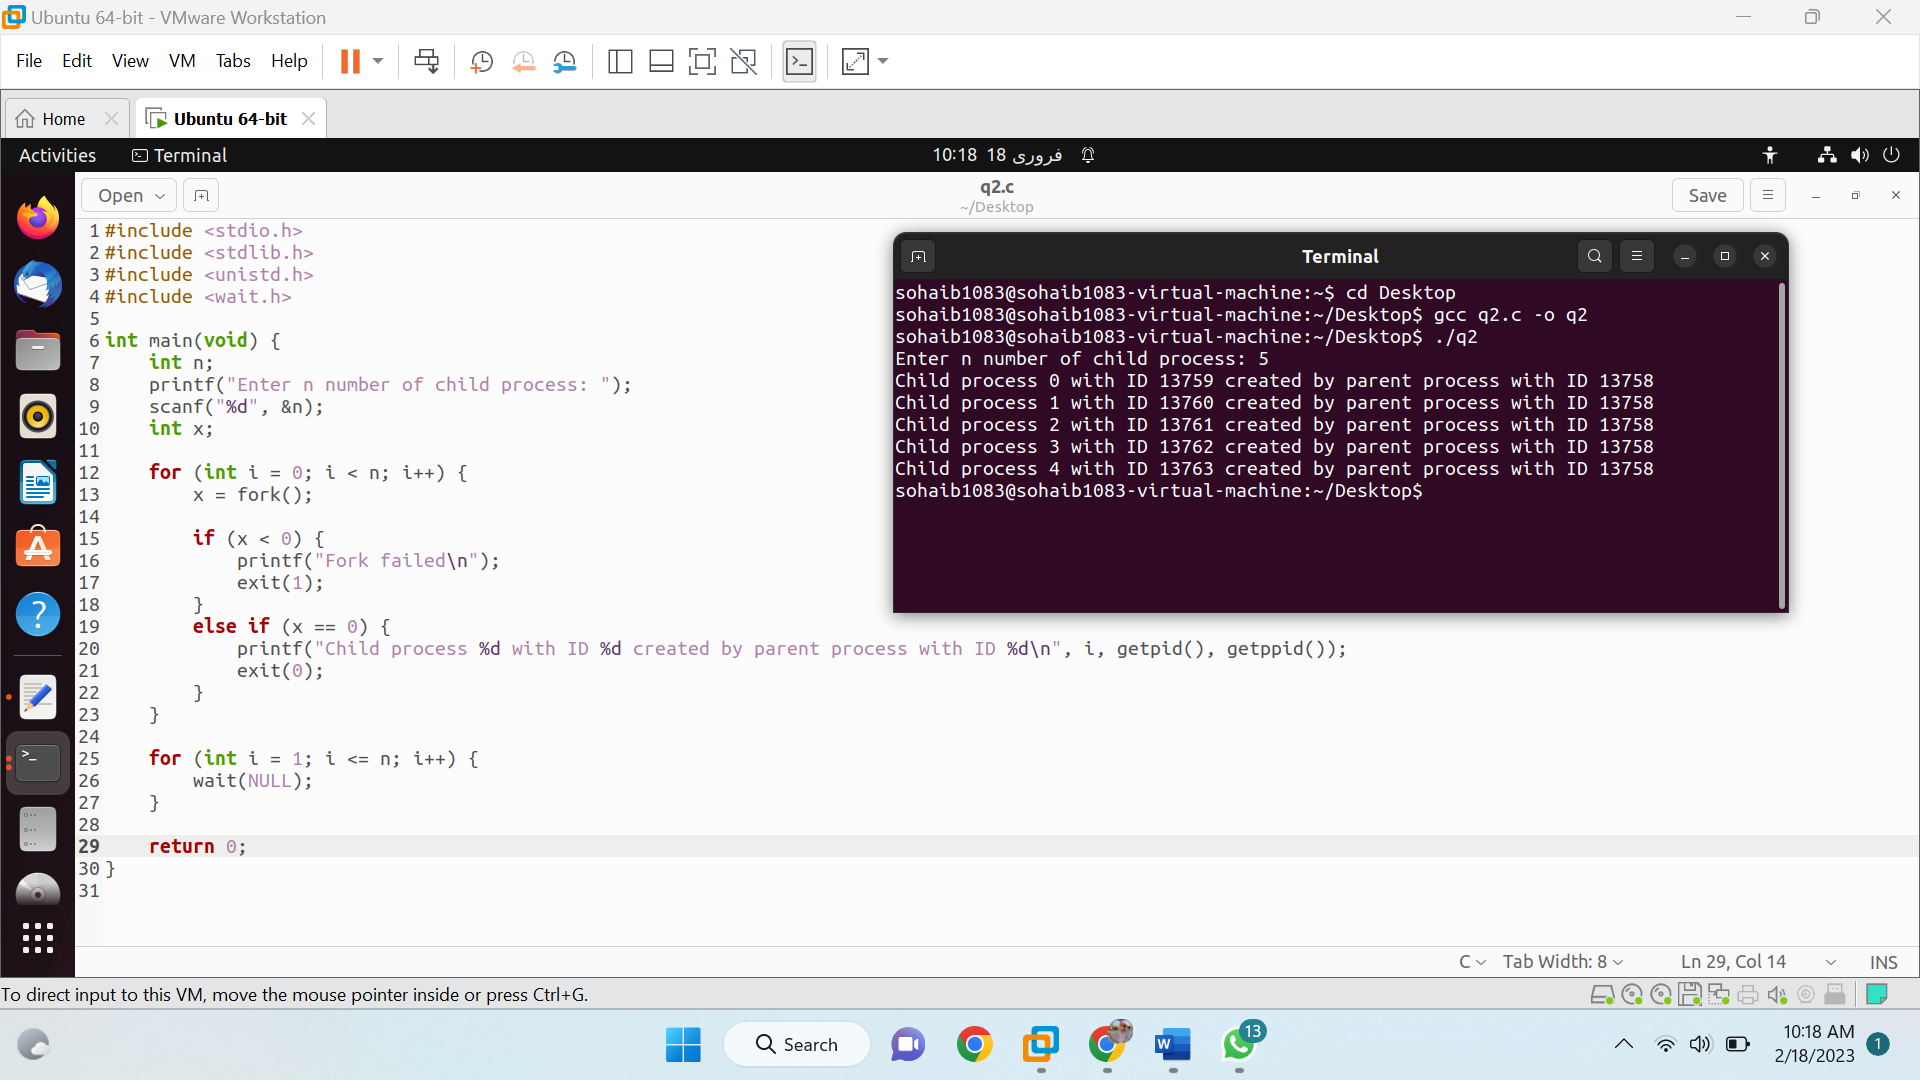 Ubuntu 64-bit - VMware Workstation
File Edit View VM Tabs Help
Home Ubuntu 64-bit
Activities Terminal 10:18 18 فروری
Open q2.c Save
~/Desktop
1 #include <stdio.h>
2 #include <stdlib.h>
3 #include <unistd.h>
4 #include <wait.h>
5
6 int main(void) {
7 int n;
8 printf("Enter n number of child process: ");
9 scanf("%d", &n);
10 int x;
11
12 for (int i = 0; i < n; i++) {
13 x = fork();
14
15 if (x < 0) {
16 printf("Fork failed\n");
17 exit(1);
18 }
19 else if (x == 0) {
20 printf("Child process %d with ID %d created by parent process with ID %d\n", i, getpid(), getppid());
21 exit(0);
22 }
23 }
24
25 for (int i = 1; i <= n; i++) {
26 wait(NULL);
27 }
28
29 return 0;
30 }
31
Terminal
sohaib1083@sohaib1083-virtual-machine:~$ cd Desktop
sohaib1083@sohaib1083-virtual-machine:~/Desktop$ gcc q2.c -o q2
sohaib1083@sohaib1083-virtual-machine:~/Desktop$ ./q2
Enter n number of child process: 5
Child process 0 with ID 13759 created by parent process with ID 13758
Child process 1 with ID 13760 created by parent process with ID 13758
Child process 2 with ID 13761 created by parent process with ID 13758
Child process 3 with ID 13762 created by parent process with ID 13758
Child process 4 with ID 13763 created by parent process with ID 13758
sohaib1083@sohaib1083-virtual-machine:~/Desktop$
C Tab Width: 8 Ln 29, Col 14 INS
To direct input to this VM, move the mouse pointer inside or press Ctrl+G.
Search 13 10:18 AM 1
2/18/2023